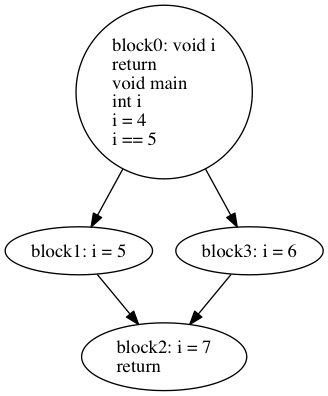 block0: void i
return
void main
int i
i = 4
i == 5
block1: i = 5
block3: i = 6
block2: i = 7
return